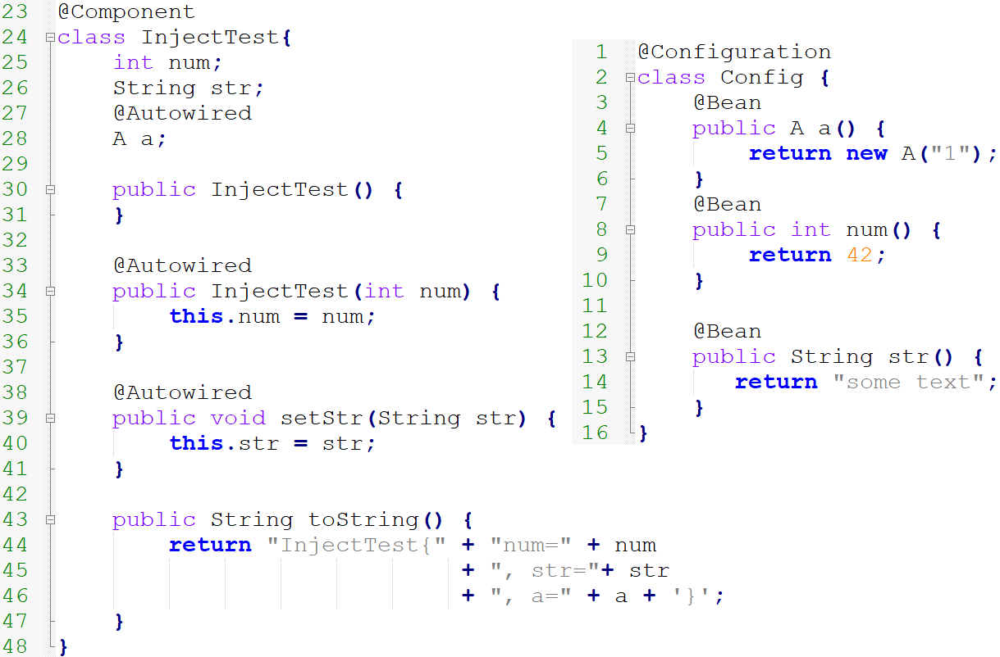 23 @Component
24 class InjectTest{
25     int num;
26     String str;
27     @Autowired
28     A a;
29
30     public InjectTest() {
31     }
32
33     @Autowired
34     public InjectTest(int num) {
35         this.num = num;
36     }
37
38     @Autowired
39     public void setStr(String str) {
40         this.str = str;
41     }
42
43     public String toString() {
44         return "InjectTest{" + "num=" + num
45                              + ", str="+ str
46                              + ", a=" + a + '}';
47     }
48 }
1 @Configuration
2 class Config {
3     @Bean
4     public A a() {
5         return new A("1");
6     }
7     @Bean
8     public int num() {
9         return 42;
10     }
11
12     @Bean
13     public String str() {
14        return "some text";
15     }
16 }